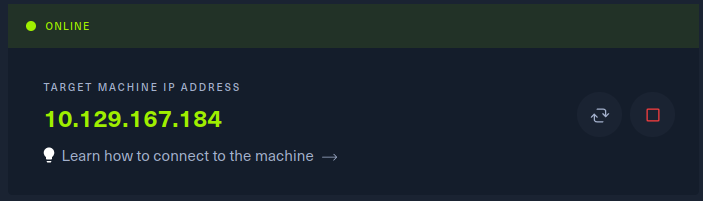 ONLINE
TARGET MACHINE IP ADDRESS
10.129.167.184
Learn how to connect to the machine →